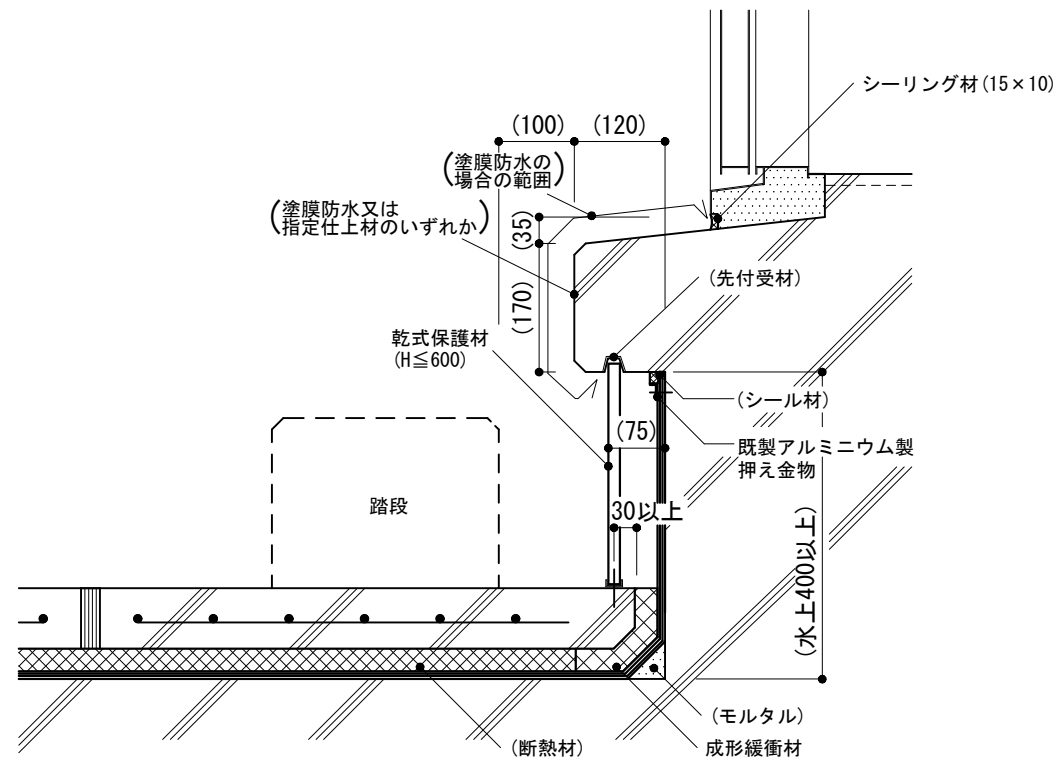 シーリング材(15×10)
(100)
(120)
(塗膜防水の
場合の範囲)
(塗膜防水又は
指定仕上材のいずれか)
(35)
(170)
(先付受材)
乾式保護材
(H≦600)
(シール材)
(75)
既製アルミニウム製
押え金物
踏段
30以上
(水上400以上)
(モルタル)
(断熱材)
成形緩衝材